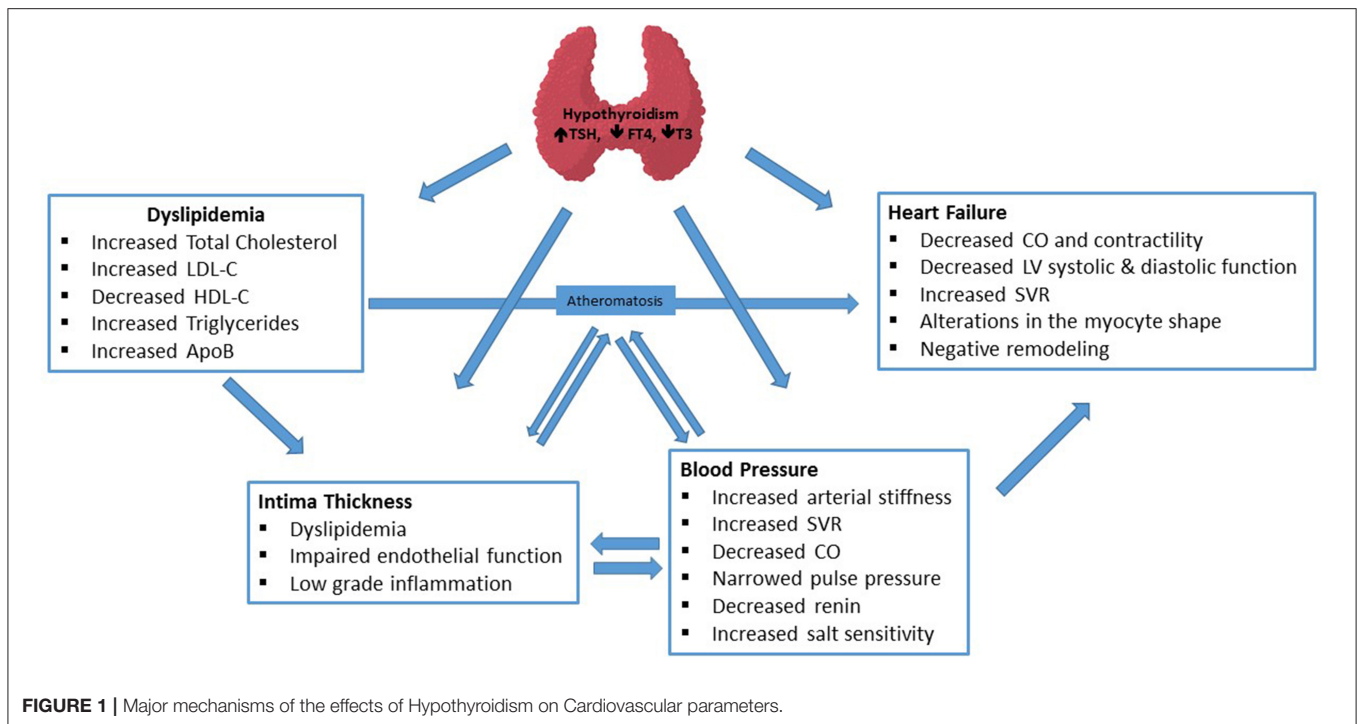 Hypothyroidism
↑TSH, ↓FT4, ↓T3
Dyslipidemia
▪ Increased Total Cholesterol
▪ Increased LDL-C
▪ Decreased HDL-C
▪ Increased Triglycerides
▪ Increased ApoB
Heart Failure
▪ Decreased CO and contractility
▪ Decreased LV systolic & diastolic function
▪ Increased SVR
▪ Alterations in the myocyte shape
▪ Negative remodeling
Atheromatosis
Intima Thickness
▪ Dyslipidemia
▪ Impaired endothelial function
▪ Low grade inflammation
Blood Pressure
▪ Increased arterial stiffness
▪ Increased SVR
▪ Decreased CO
▪ Narrowed pulse pressure
▪ Decreased renin
▪ Increased salt sensitivity
FIGURE 1 | Major mechanisms of the effects of Hypothyroidism on Cardiovascular parameters.